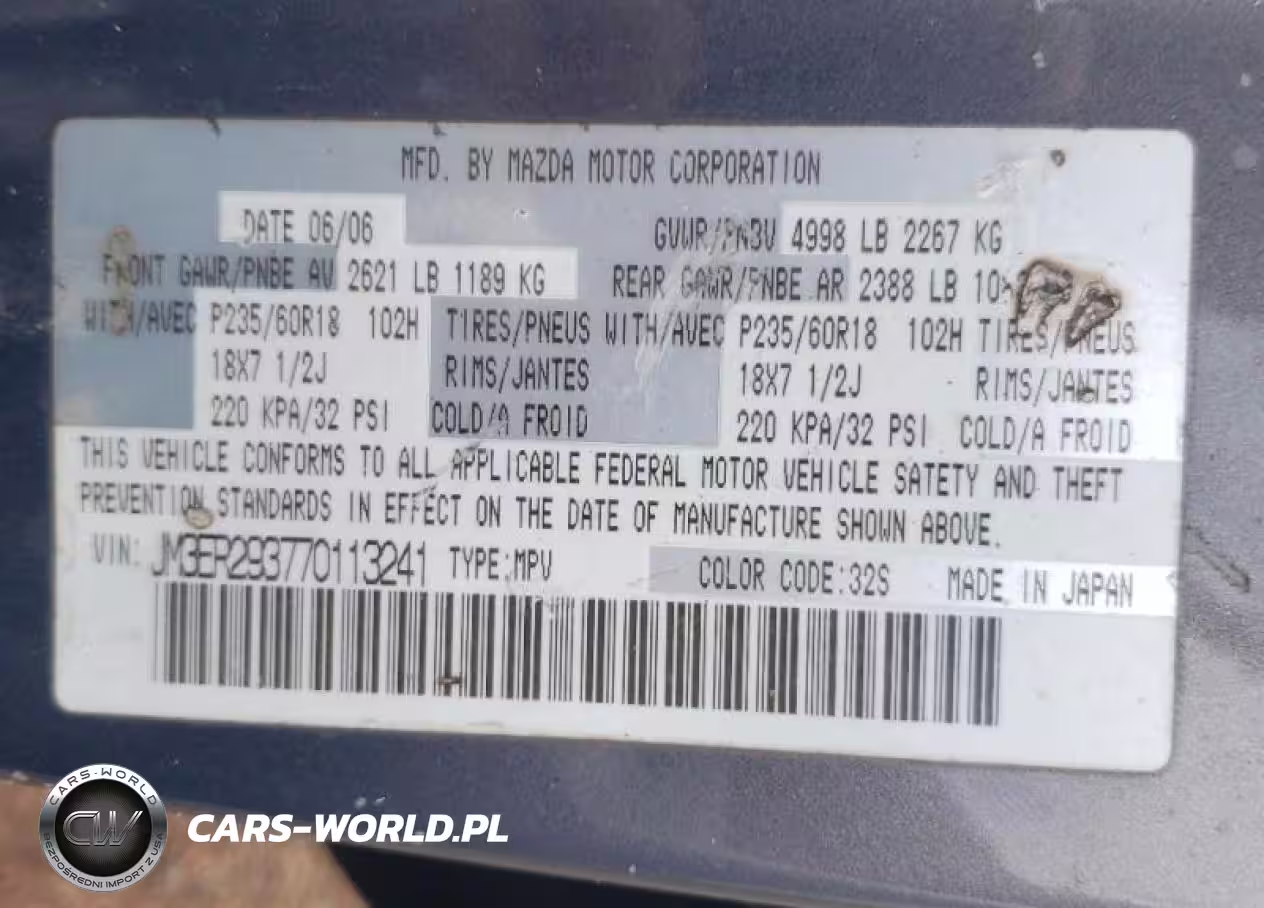 MFD. BY MAZDA MOTOR CORPORATION
DATE 06/06 GVWR/PNBV 4998 LB 2267 KG
FRONT GAWR/PNBE AV 2621 LB 1189 KG REAR GAWR/PNBE AR 2388 LB
WITH/AVEC P235/60R18 102H TIRES/PNEUS WITH/AVEC P235/60R18 102H TIRES/PNEUS
18X7 1/2J RIMS/JANTES 18X7 1/2J RIMS/JANTES
220 KPA/32 PSI COLD/A FROID 220 KPA/32 PSI COLD/A FROID
THIS VEHICLE CONFORMS TO ALL APPLICABLE FEDERAL MOTOR VEHICLE SAFETY AND THEFT
PREVENTION STANDARDS IN EFFECT ON THE DATE OF MANUFACTURE SHOWN ABOVE.
VIN: JM3ER293770113241 TYPE:MPV COLOR CODE:32S MADE IN JAPAN
CARS-WORLD
CW
BEZPOŚREDNI IMPORT Z USA
CARS-WORLD.PL